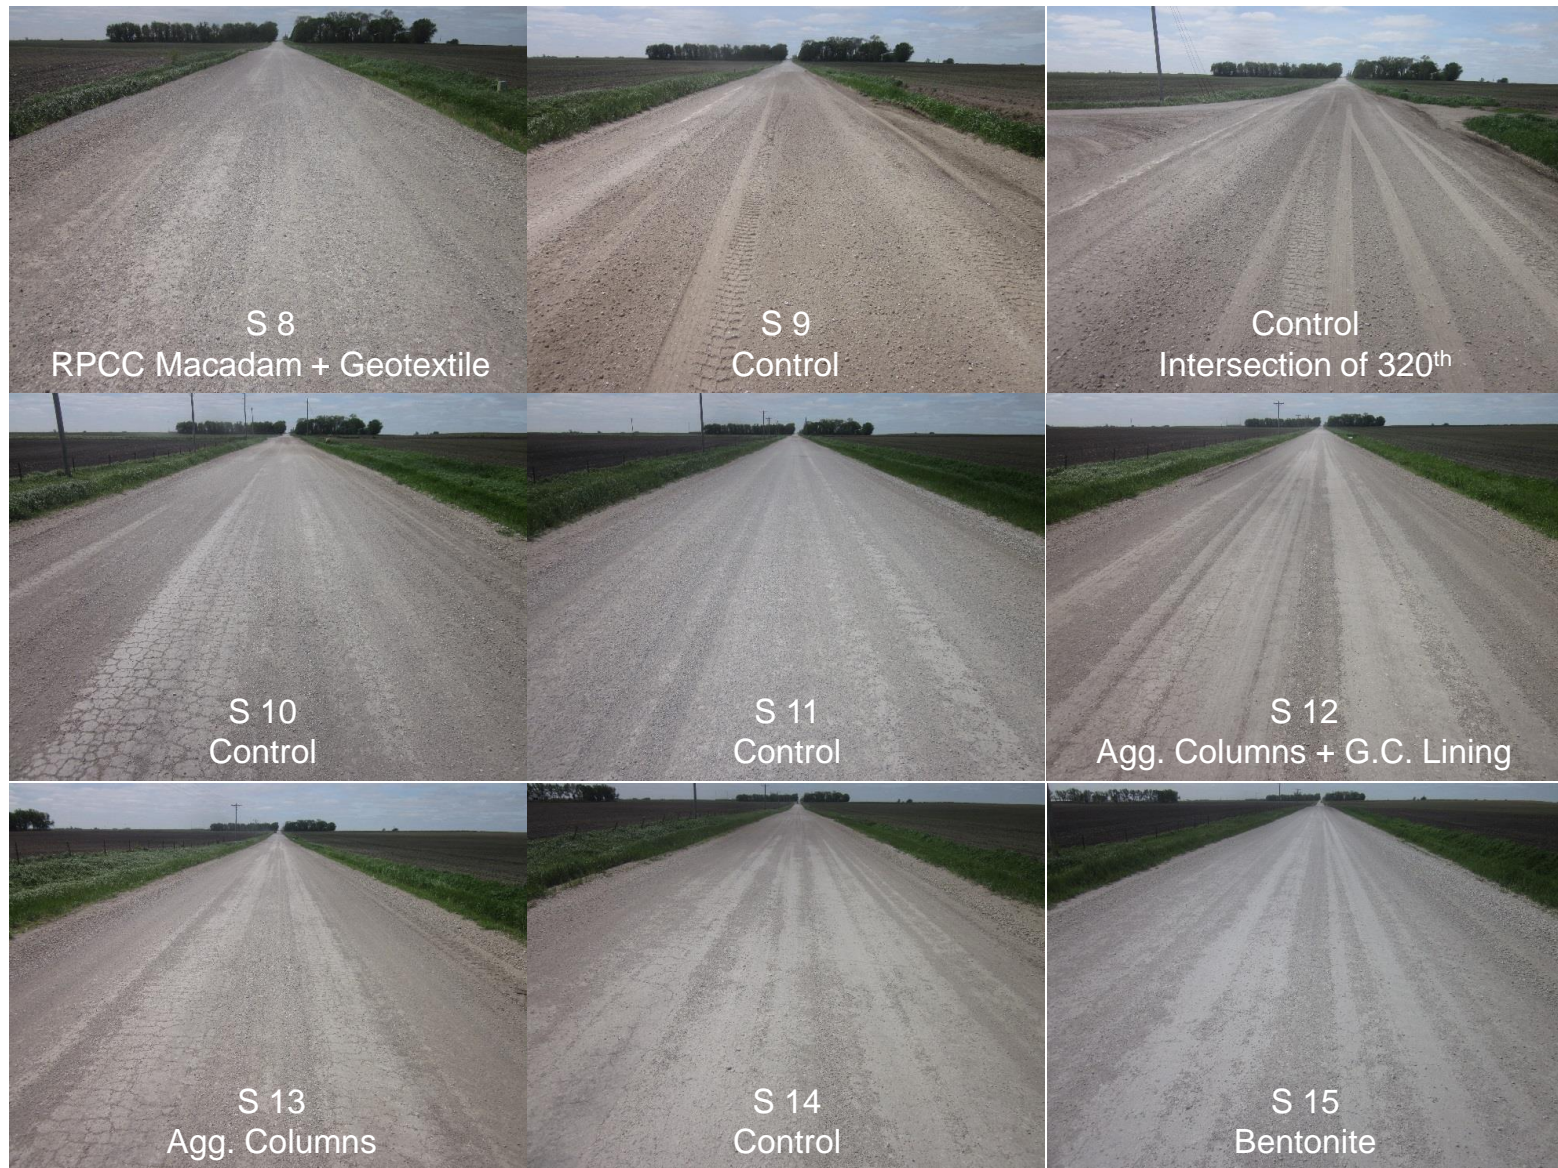 S 8
RPCC Macadam + Geotextile
S 9
Control
Control
Intersection of 320th
S 10
Control
S 11
Control
S 12
Agg. Columns + G.C. Lining
S 13
Agg. Columns
S 14
Control
S 15
Bentonite